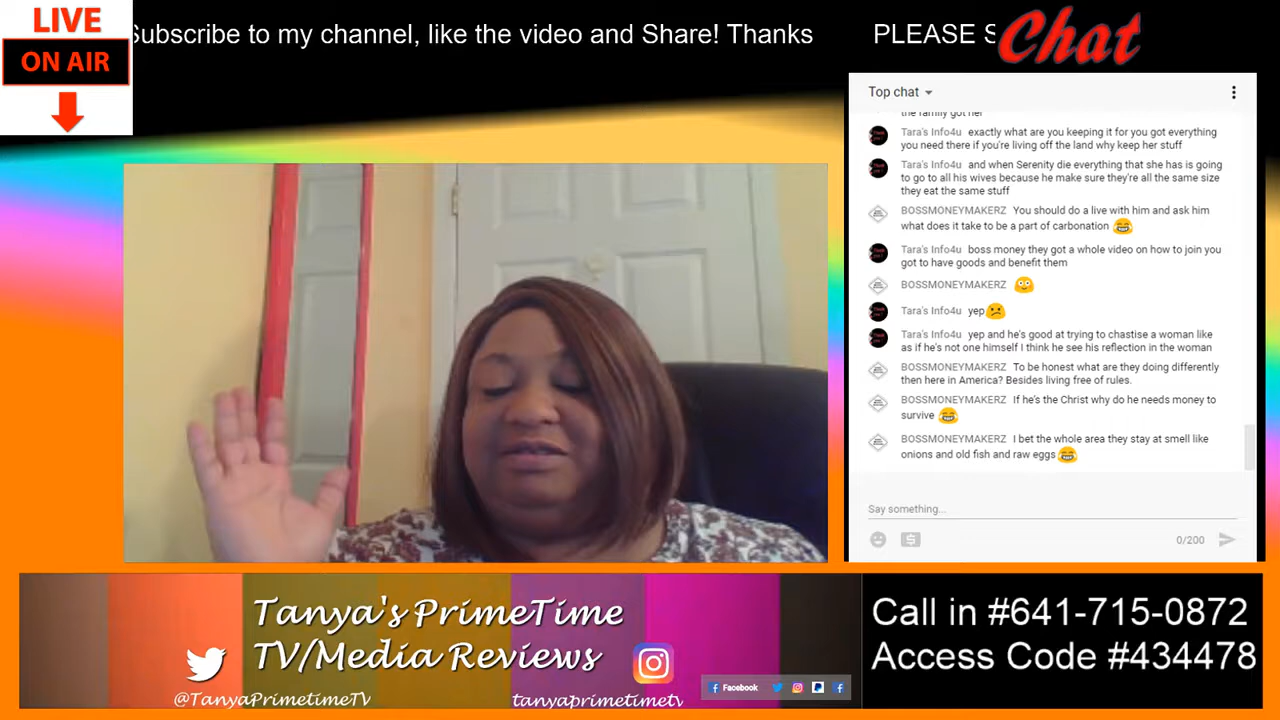 LIVE
ON AIR
Subscribe to my channel, like the video and Share! Thanks
PLEASE S
Chat
Top chat
the family got her
Tara's Info4u exactly what are you keeping it for you got everything
you need there if you're living off the land why keep her stuff
Tara's Info4u and when Serenity die everything that she has is going
to go to all his wives because he make sure they're all the same size
they eat the same stuff
BOSSMONEYMAKERZ You should do a live with him and ask him
what does it take to be a part of carbonation 😂
Tara's Info4u boss money they got a whole video on how to join you
got to have goods and benefit them
BOSSMONEYMAKERZ
Tara's Info4u yep
Tara's Info4u yep and he's good at trying to chastise a woman like
as if he's not one himself I think he see his reflection in the woman
BOSSMONEYMAKERZ To be honest what are they doing differently
then here in America? Besides living free of rules.
BOSSMONEYMAKERZ If he's the Christ why do he needs money to
survive 😂
BOSSMONEYMAKERZ I bet the whole area they stay at smell like
onions and old fish and raw eggs 😂
Say something...
0/200
Tanya's PrimeTime
TV/Media Reviews
@TanyaPrimetimeTV
tanyaprimetimetv
Facebook
Call in #641-715-0872
Access Code #434478